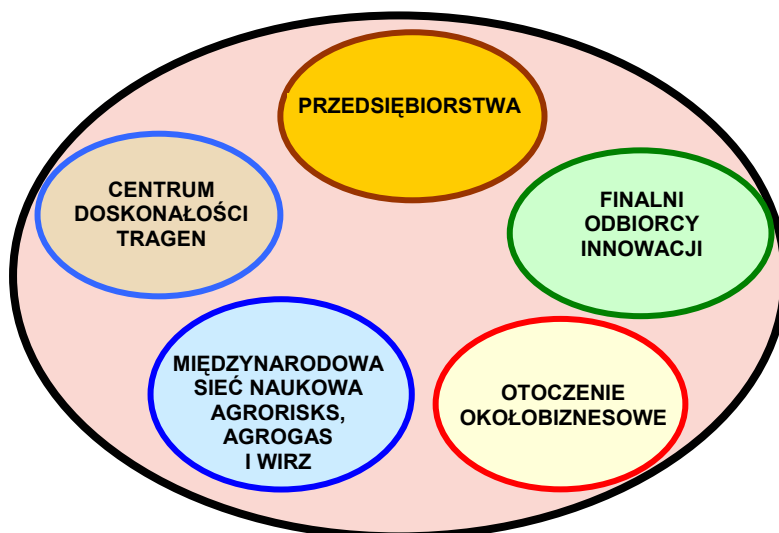 PRZEDSIĘBIORSTWA
CENTRUM
DOSKONAŁOŚCI
TRAGEN
FINALNI
ODBIORCY
INNOWACJI
MIĘDZYNARODOWA
SIEĆ NAUKOWA
AGRORISKS,
AGROGAS
I WIRZ
OTOCZENIE
OKOŁOBIZNESOWE